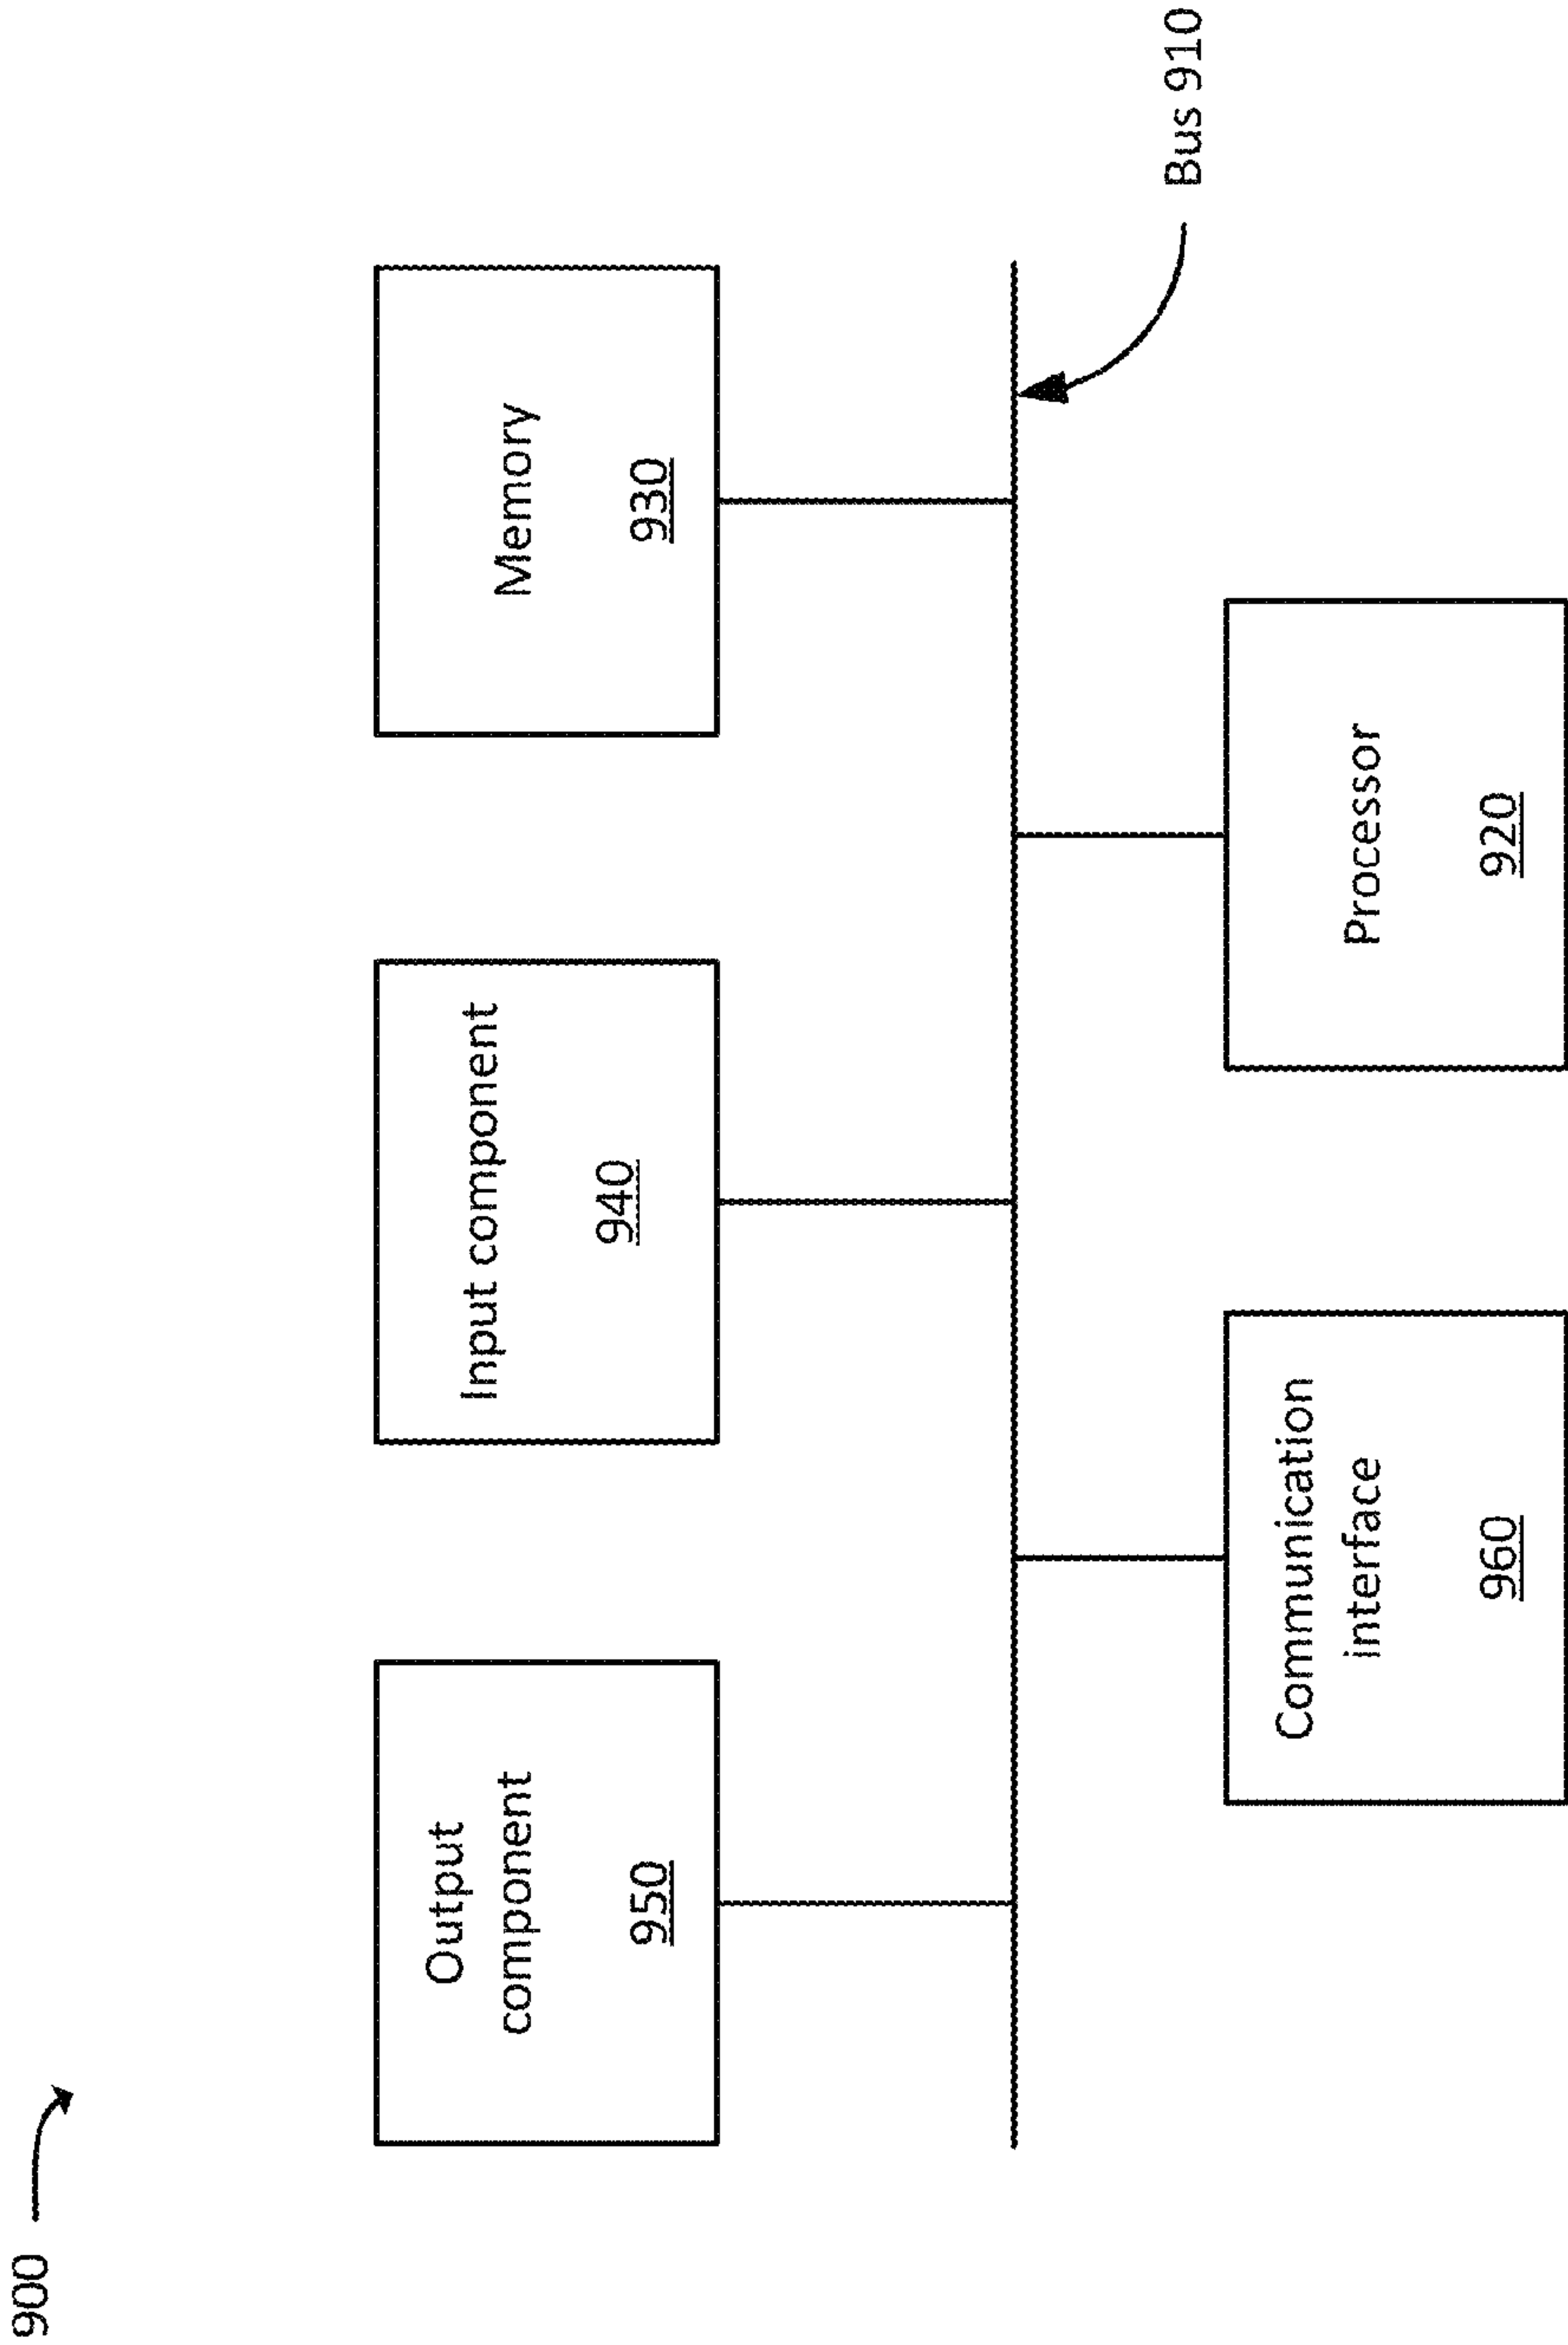 900
Output
component
950
Input component
940
Memory
930
Communication
interface
960
Processor
920
Bus 910